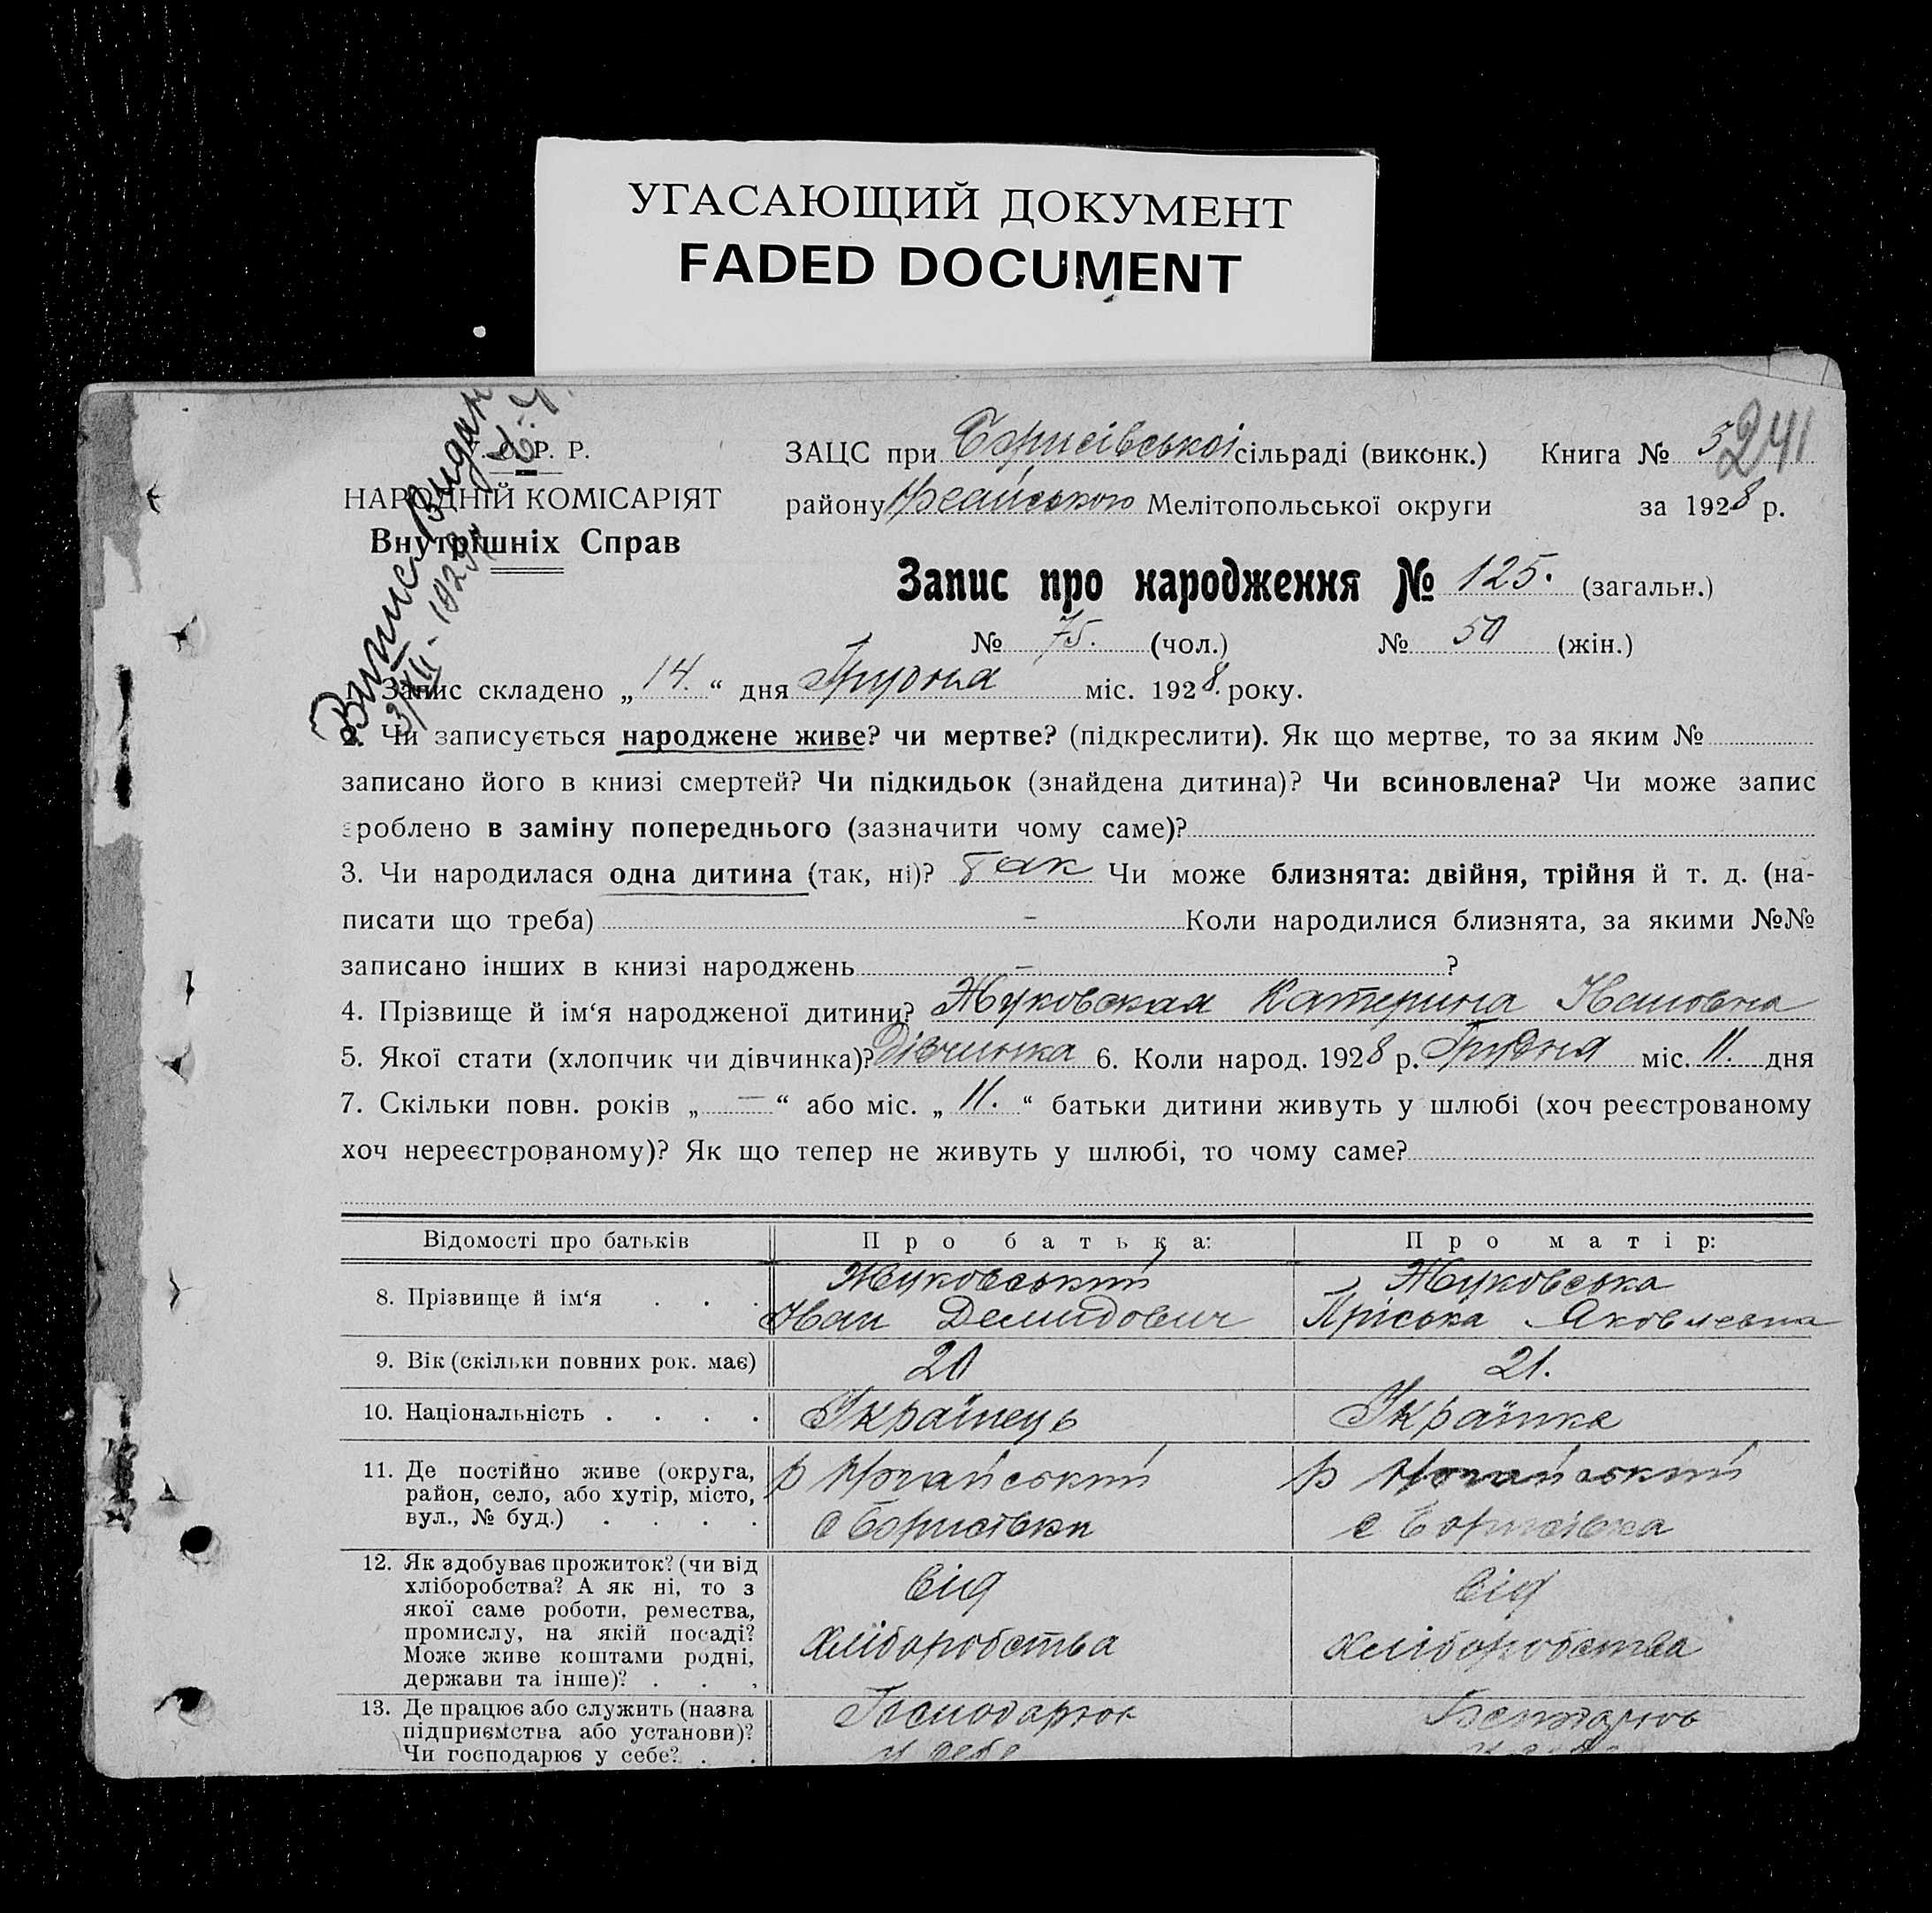 УГАСАЮЩИЙ ДОКУМЕНТ
FADED DOCUMENT
241
Випис Видан
3/XII - 1929
У. С. Р. Р.
НАРОДНІЙ КОМІСАРІЯТ
Внутрішніх Справ
ЗАЦС при Борисівської сільраді (виконк.) Книга № 5
району Мелітопольської округи за 1928 р.
Запис про народження № 125. (загальн.)
№ 75. (чол.) № 50 (жін.)
Запис складено „14.“ дня Грудня міс. 1928. року.
2. Чи записується народжене живе? чи мертве? (підкреслити). Як що мертве, то за яким №
записано його в книзі смертей? Чи підкидьок (знайдена дитина)? Чи всиновлена? Чи може запис
зроблено в заміну попереднього (зазначити чому саме)?
3. Чи народилася одна дитина (так, ні)? Так Чи може близнята: двійня, трійня й т. д. (на-
писати що треба) - Коли народилися близнята, за якими №№
записано інших в книзі народжень - ?
4. Прізвище й ім‘я народженої дитини? Жуковская Катерина Ивановна
5. Якої стати (хлопчик чи дівчинка)? Дівчинка 6. Коли народ. 1928 р. Грудня міс. 11. дня
7. Скільки повн. років „—“ або міс. „11.“ батьки дитини живуть у шлюбі (хоч реєстрованому
хоч нереєстрованому)? Як що тепер не живуть у шлюбі, то чому саме?
Відомості про батьків Про батька: Про матір:
8. Прізвище й ім‘я . . . Жуковський Жуковська
Иван Демидович Пріська Яковлевна
9. Вік (скільки повних рок. має) 20 21.
10. Національність . . . . Українець Українка
11. Де постійно живе (округа, р Ногайський р Ногайський
район, село, або хутір, місто,
вул., № буд.) . . . . с Борисівка с Борисівка
12. Як здобуває прожиток? (чи від від від
хліборобства? А як ні, то з
якої саме роботи, ремества,
промислу, на якій посаді? хліборобства хліборобства
Може живе коштами родні,
держави та інше)? . . .
13. Де працює або служить (назва Господарює Господарює
підприємства або установи)?
Чи господарює у себе? . . у себе